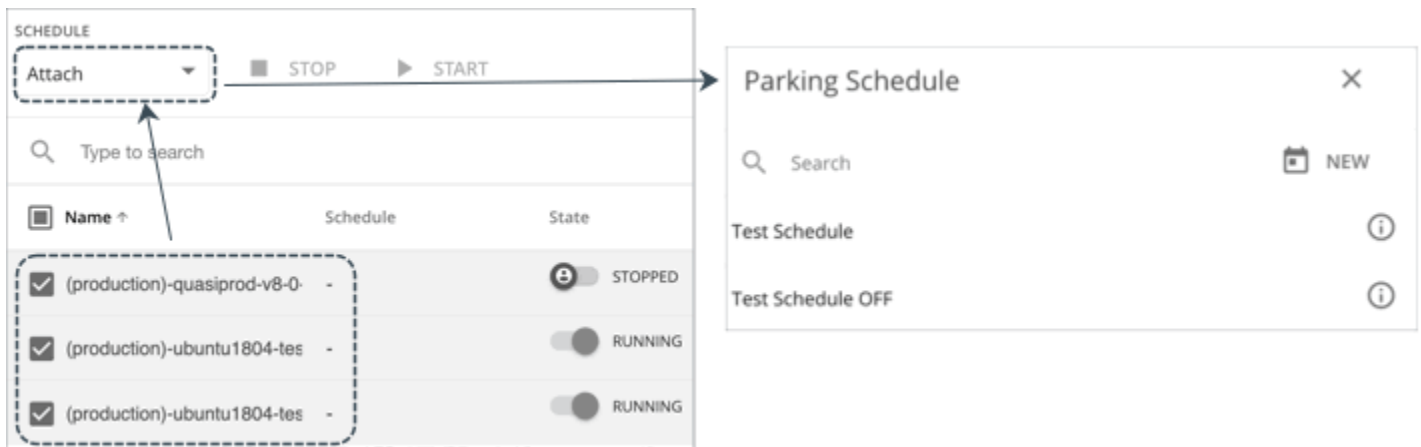 SCHEDULE
Attach
STOP
START
Type to search
Name ↑ Schedule State
(production)-quasiprod-v8-0- - STOPPED
(production)-ubuntu1804-tes - RUNNING
(production)-ubuntu1804-tes - RUNNING
Parking Schedule
Search
NEW
Test Schedule
Test Schedule OFF